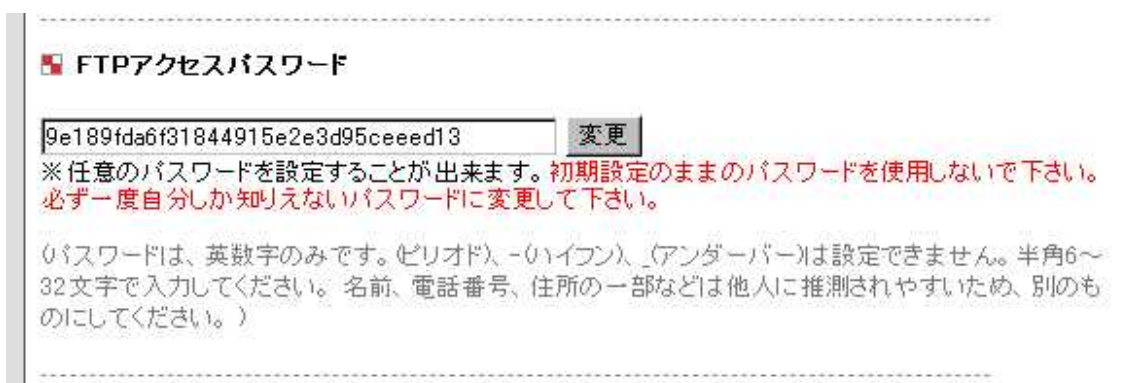 FTPアクセスパスワード
9e189fda6f31844915e2e3d95ceeed13 変更
※任意のパスワードを設定することが出来ます。初期設定のままのパスワードを使用しないで下さい。
必ず一度自分しか知りえないパスワードに変更して下さい。
(パスワードは、英数字のみです。.(ピリオド)、-(ハイフン)、_(アンダーバー)は設定できません。半角6～
32文字で入力してください。 名前、電話番号、住所の一部などは他人に推測されやすいため、別のも
のにしてください。)